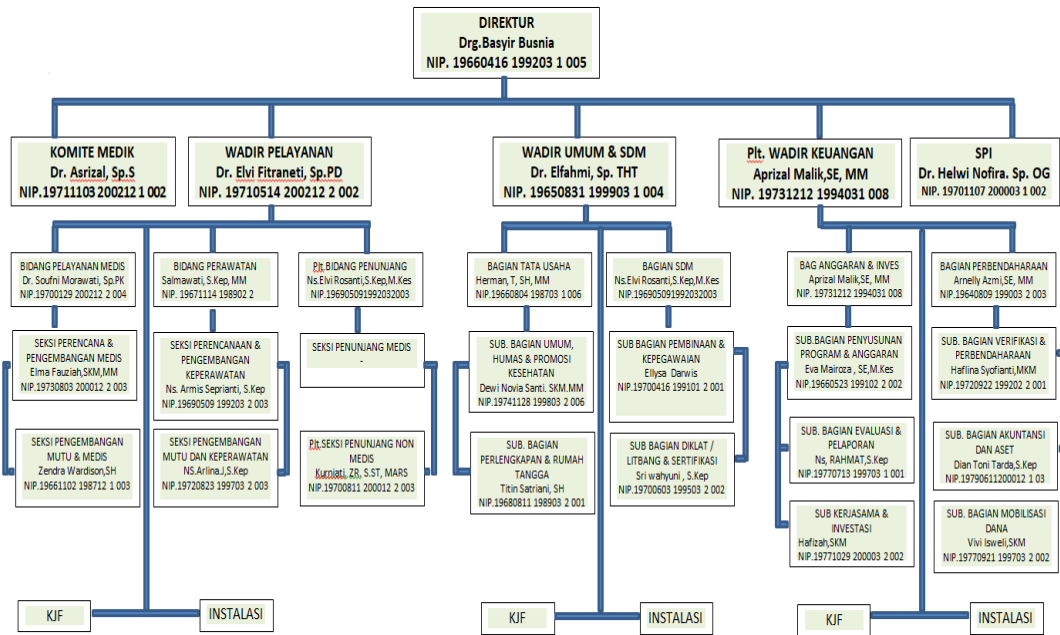 DIREKTUR
Drg.Basyir Busnia
NIP. 19660416 199203 1 005
KOMITE MEDIK
Dr. Asrizal, Sp.S
NIP.19711103 200212 1 002
WADIR PELAYANAN
Dr. Elvi Fitraneti, Sp.PD
NIP. 19710514 200212 2 002
WADIR UMUM & SDM
Dr. Elfahmi, Sp. THT
NIP.19650831 199903 1 004
Plt. WADIR KEUANGAN
Aprizal Malik,SE, MM
NIP. 19731212 1994031 008
SPI
Dr. Helwi Nofira. Sp. OG
NIP. 19701107 200003 1 002
BIDANG PELAYANAN MEDIS
Dr. Soufni Morawati, Sp.PK
NIP.19700129 200212 2 004
BIDANG PERAWATAN
Salmawati, S.Kep, MM
NIP. 19671114 198902 2
Plt,BIDANG PENUNJANG
Ns.Elvi Rosanti,S.Kep,M.Kes
NIP.196905091992032003
BAGIAN TATA USAHA
Herman, T, SH, MM
NIP.19660804 198703 1 006
BAGIAN SDM
Ns.Elvi Rosanti,S.Kep,M.Kes
NIP.196905091992032003
BAG ANGGARAN & INVES
Aprizal Malik,SE, MM
NIP. 19731212 1994031 008
BAGIAN PERBENDAHARAAN
Arnelly Azmi,SE, MM
NIP.19640809 199003 2 003
SEKSI PERENCANA &
PENGEMBANGAN MEDIS
Elma Fauziah,SKM,MM
NIP.19730803 200012 2 003
SEKSI PERENCANAAN &
PENGEMBANGAN
KEPERAWATAN
Ns. Armis Seprianti, S.Kep
NIP.19690509 199203 2 003
SEKSI PENUNJANG MEDIS
-
SUB. BAGIAN UMUM,
HUMAS & PROMOSI
KESEHATAN
Dewi Novia Santi. SKM.MM
NIP.19741128 199803 2 006
SUB BAGIAN PEMBINAAN &
KEPEGAWAIAN
Ellysa Darwis
NIP.19700416 199101 2 001
SUB.BAGIAN PENYUSUNAN
PROGRAM & ANGGARAN
Eva Mairoza , SE,M.Kes
NIP.19660523 199102 2 002
SUB. BAGIAN VERIFIKASI &
PERBENDAHARAAN
Haflina Syofianti,MKM
NIP.19720922 199202 2 001
SEKSI PENGEMBANGAN
MUTU & MEDIS
Zendra Wardison,SH
NIP.19661102 198712 1 003
SEKSI PENGEMBANGAN
MUTU DAN KEPERAWATAN
NS.Arlina.J,S.Kep
NIP.19720823 199703 2 003
Plt.SEKSI PENUNJANG NON
MEDIS
Kurniati, ZR, S.ST, MARS
NIP.19700811 200012 2 003
SUB. BAGIAN
PERLENGKAPAN & RUMAH
TANGGA
Titin Satriani, SH
NIP.19680811 198903 2 001
SUB BAGIAN DIKLAT /
LITBANG & SERTIFIKASI
Sri wahyuni , S.Kep
NIP.19700603 199503 2 002
SUB. BAGIAN EVALUASI &
PELAPORAN
Ns, RAHMAT,S.Kep
NIP.19770713 199703 1 001
SUB. BAGIAN AKUNTANSI
DAN ASET
Dian Toni Tarda,S.Kep
NIP.19790611200012 1 03
SUB KERJASAMA &
INVESTASI
Hafizah,SKM
NIP.19771029 200003 2 002
SUB. BAGIAN MOBILISASI
DANA
Vivi Isweli,SKM
NIP.19770921 199703 2 002
KJF
INSTALASI
KJF
INSTALASI
KJF
INSTALASI